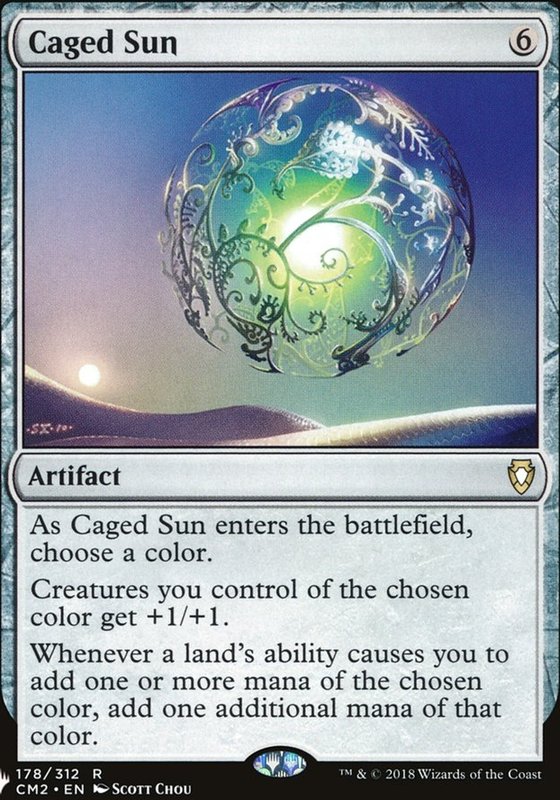 Caged Sun 6
·SX·10·
Artifact
As Caged Sun enters the battlefield,
choose a color.
Creatures you control of the chosen
color get +1/+1.
Whenever a land's ability causes you to
add one or more mana of the chosen
color, add one additional mana of that
color.
178/312 R
CM2 • EN Scott Chou
™ & © 2018 Wizards of the Coast